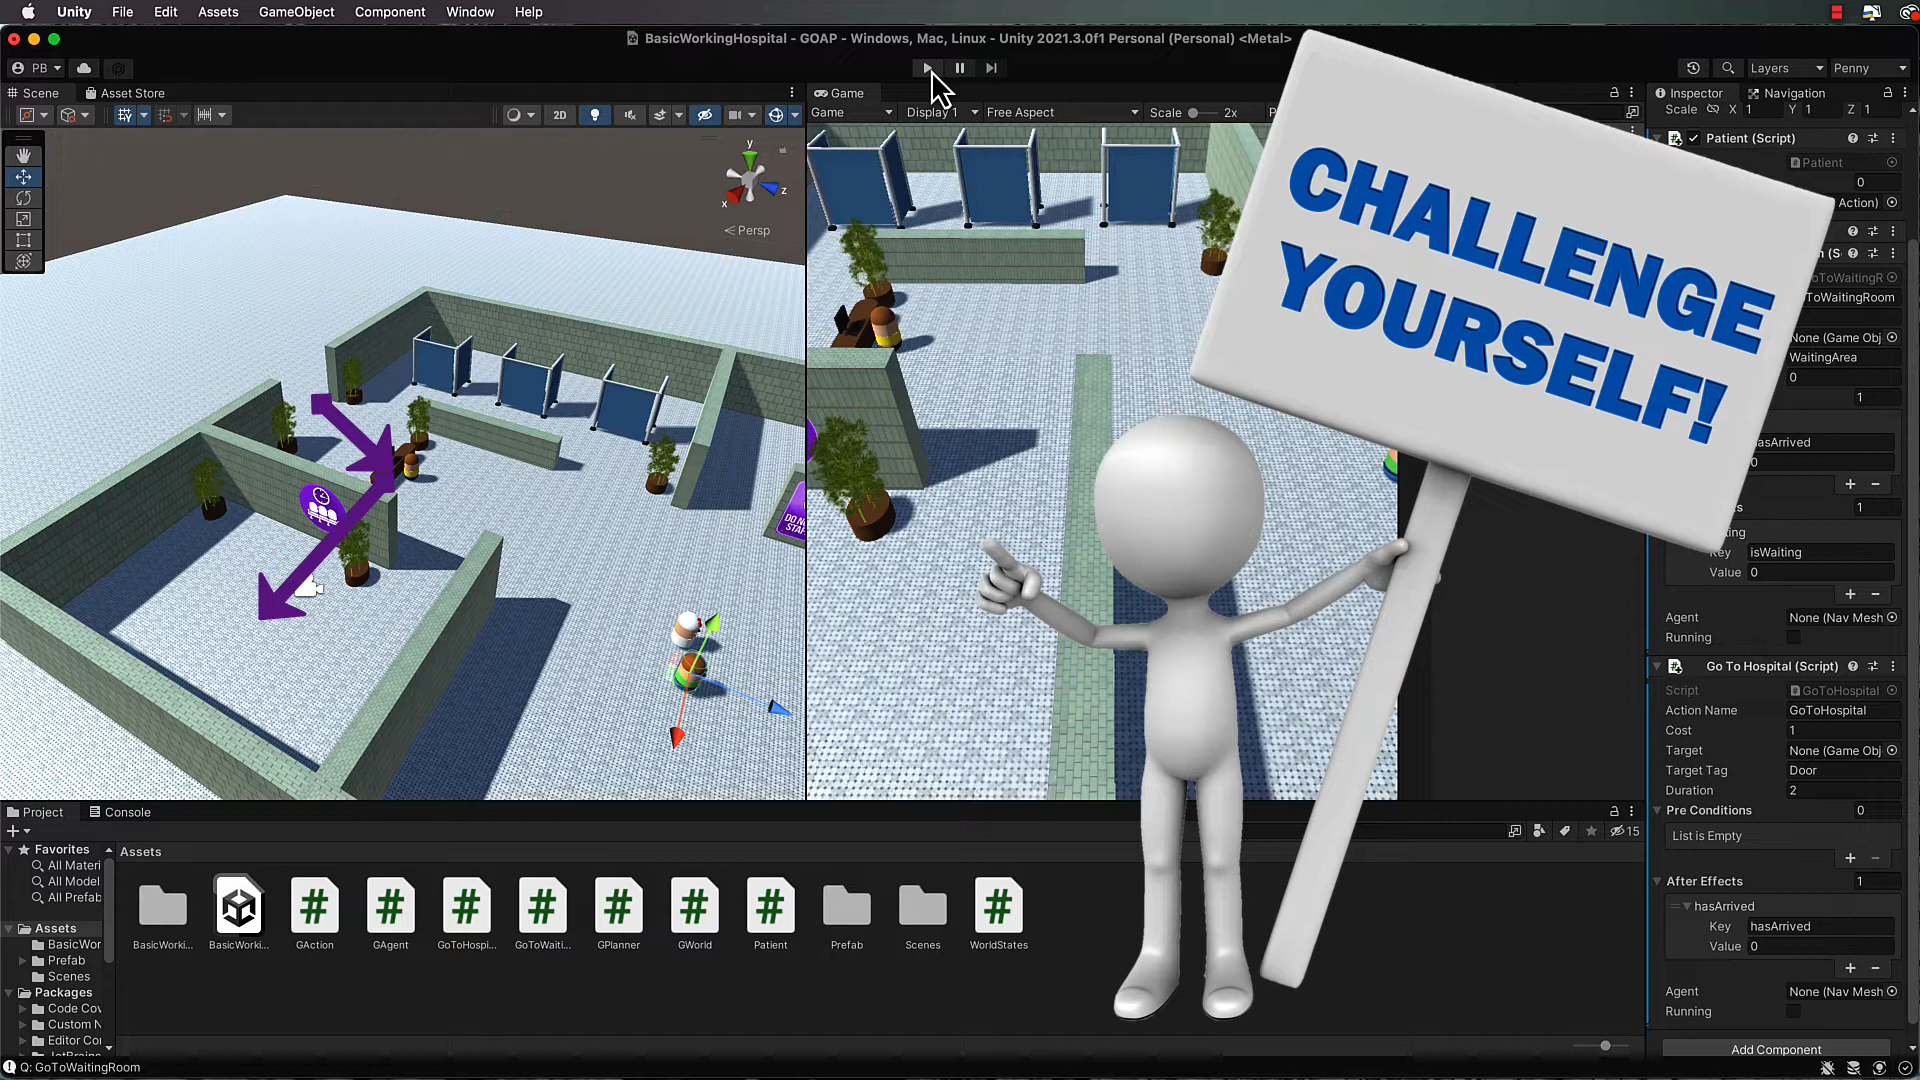 Unity File Edit Assets GameObject Component Window Help
BasicWorkingHospital - GOAP - Windows, Mac, Linux - Unity 2021.3.0f1 Personal (Personal) <Metal>
PB
Layers
Penny
Scene
Asset Store
2D
y
z
x
Persp
DO NO
STAF
Game
Game
Display 1
Free Aspect
Scale
2x
CHALLENGE
YOURSELF!
Inspector
Navigation
Scale
X 1
Y 1
Z 1
Patient (Script)
Patient
0
Action)
oToWaitingR
ToWaitingRoom
None (Game Obj
WaitingArea
0
1
asArrived
0
1
isWaiting
Value 0
Agent None (Nav Mesh
Running
Go To Hospital (Script)
Script GoToHospital
Action Name GoToHospital
Cost 1
Target None (Game Obj
Target Tag Door
Duration 2
Pre Conditions 0
List is Empty
After Effects 1
hasArrived
Key hasArrived
Value 0
Agent None (Nav Mesh
Running
Add Component
Project
Console
15
Favorites
All Materi
All Model
All Prefab
Assets
BasicWor
Prefab
Scenes
Packages
Code Cov
Custom N
Editor Cor
JetBrains
Assets
BasicWorki...
BasicWorki...
GAction
GAgent
GoToHospi...
GoToWaiti...
GPlanner
GWorld
Patient
Prefab
Scenes
WorldStates
Q: GoToWaitingRoom